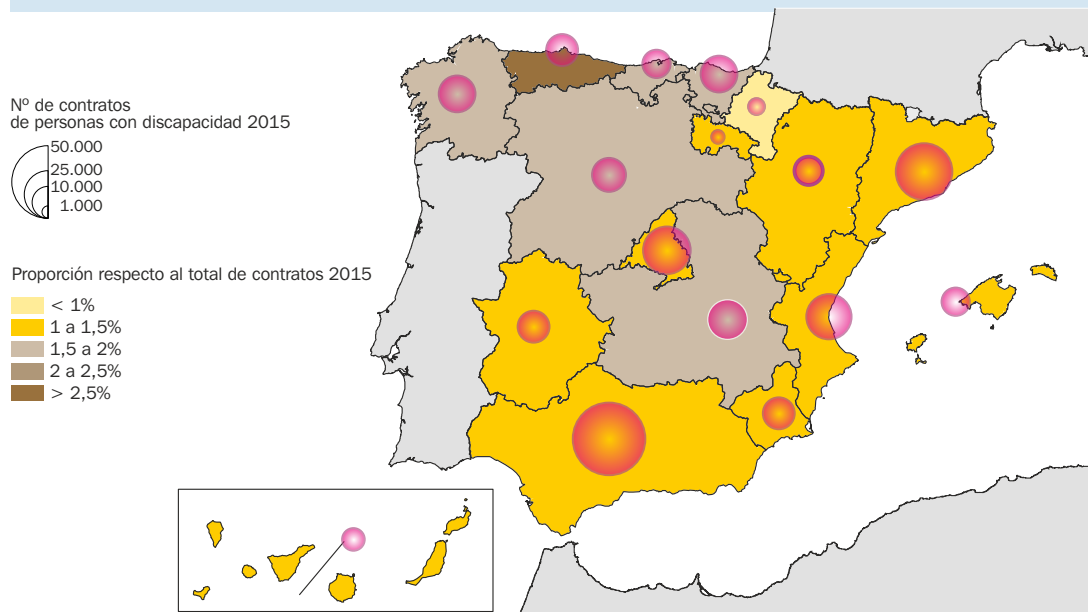 Nº de contratos
de personas con discapacidad 2015
50.000
25.000
10.000
1.000
Proporción respecto al total de contratos 2015
< 1%
1 a 1,5%
1,5 a 2%
2 a 2,5%
> 2,5%